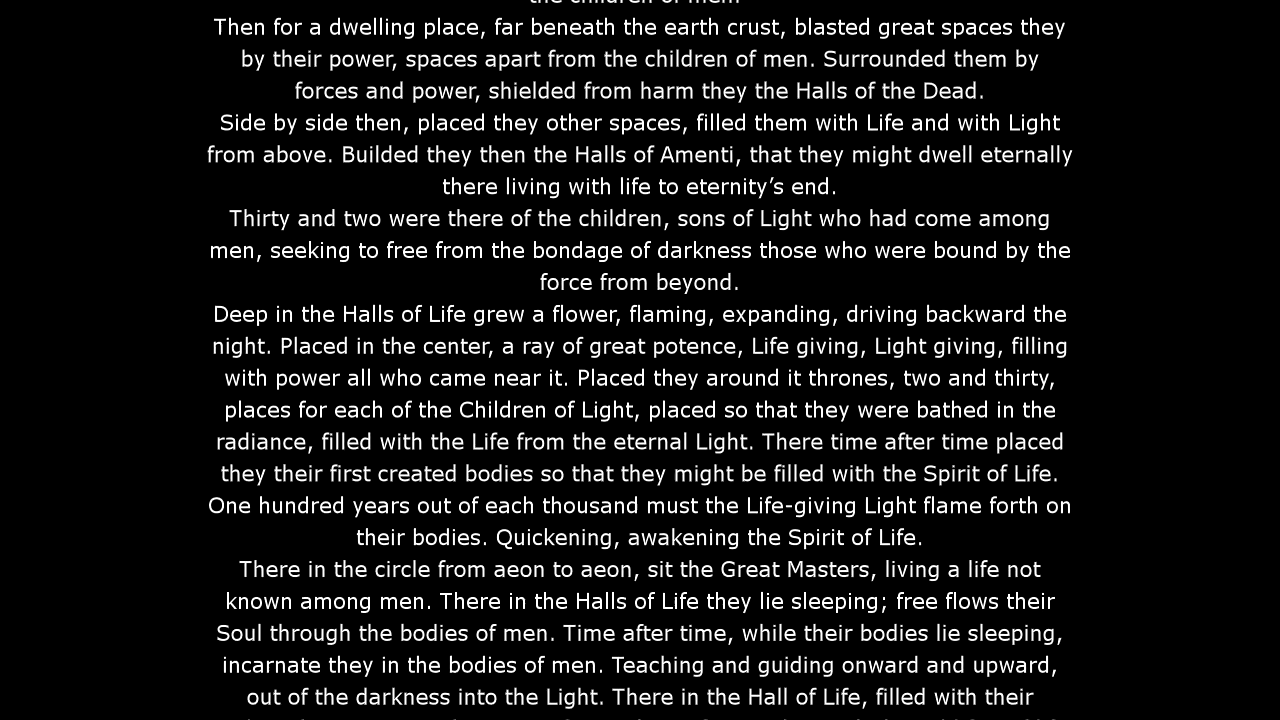 Then for a dwelling place, far beneath the earth crust, blasted great spaces they
by their power, spaces apart from the children of men. Surrounded them by
forces and power, shielded from harm they the Halls of the Dead.
Side by side then, placed they other spaces, filled them with Life and with Light
from above. Builded they then the Halls of Amenti, that they might dwell eternally
there living with life to eternity’s end.
Thirty and two were there of the children, sons of Light who had come among
men, seeking to free from the bondage of darkness those who were bound by the
force from beyond.
Deep in the Halls of Life grew a flower, flaming, expanding, driving backward the
night. Placed in the center, a ray of great potence, Life giving, Light giving, filling
with power all who came near it. Placed they around it thrones, two and thirty,
places for each of the Children of Light, placed so that they were bathed in the
radiance, filled with the Life from the eternal Light. There time after time placed
they their first created bodies so that they might be filled with the Spirit of Life.
One hundred years out of each thousand must the Life-giving Light flame forth on
their bodies. Quickening, awakening the Spirit of Life.
There in the circle from aeon to aeon, sit the Great Masters, living a life not
known among men. There in the Halls of Life they lie sleeping; free flows their
Soul through the bodies of men. Time after time, while their bodies lie sleeping,
incarnate they in the bodies of men. Teaching and guiding onward and upward,
out of the darkness into the Light. There in the Hall of Life, filled with their